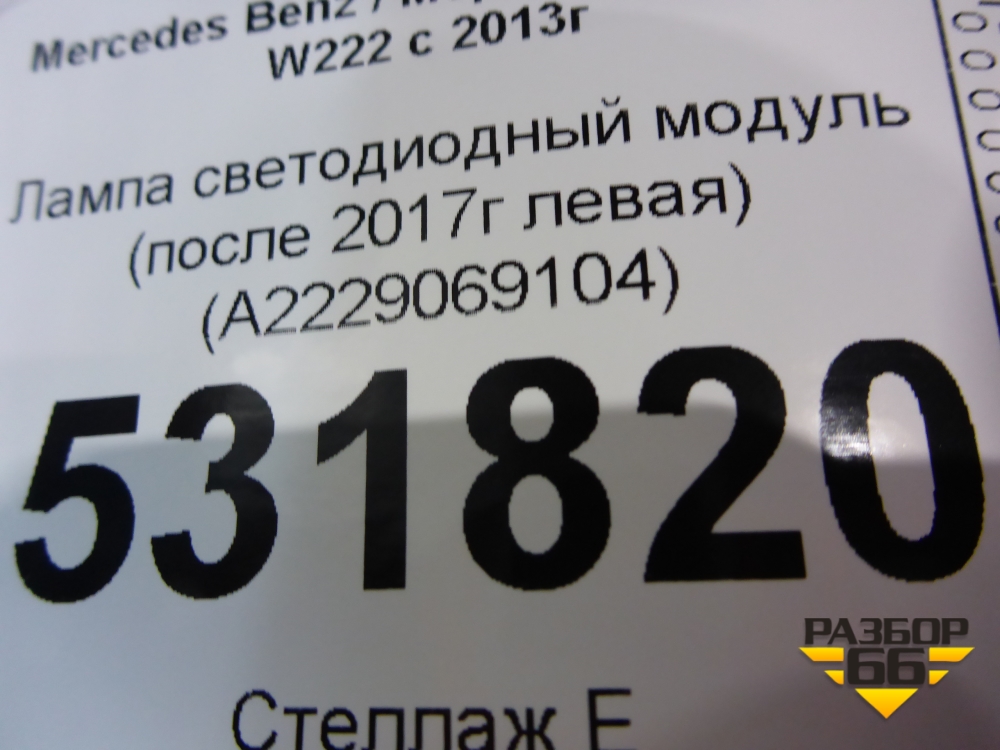 Mercedes Benz /
W222 с 2013г
Лампа светодиодный модуль
(после 2017г левая)
(A2229069104)
531820
Стеллаж Е
РАЗБОР
66